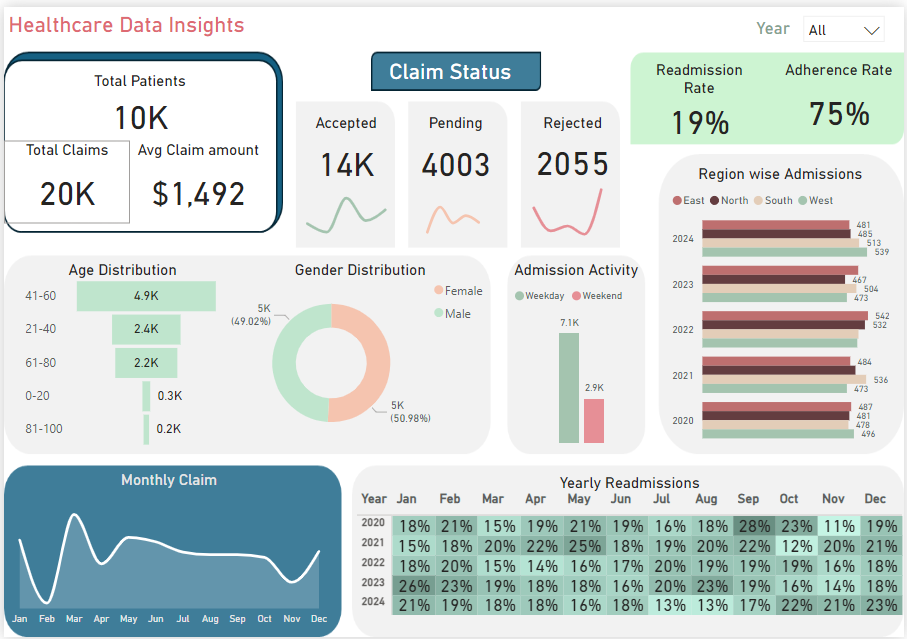 Healthcare Data Insights
Year All
Total Patients
10K
Total Claims
20K
Avg Claim amount
$1,492
Claim Status
Accepted
14K
Pending
4003
Rejected
2055
Readmission
Rate
19%
Adherence Rate
75%
Age Distribution
41-60 4.9K
21-40 2.4K
61-80 2.2K
0-20 0.3K
81-100 0.2K
Gender Distribution
Female
Male
5K
(49.02%)
5K
(50.98%)
Admission Activity
Weekday Weekend
7.1K
2.9K
Region wise Admissions
East North South West
2024
481
485
513
539
2023
467
504
473
2022
542
532
2021
484
536
473
2020
487
481
478
496
Monthly Claim
Jan Feb Mar Apr May Jun Jul Aug Sep Oct Nov Dec
Yearly Readmissions
Year Jan Feb Mar Apr May Jun Jul Aug Sep Oct Nov Dec
2020 18% 21% 15% 19% 21% 19% 16% 18% 28% 23% 11% 19%
2021 15% 18% 20% 22% 25% 18% 19% 20% 22% 12% 20% 21%
2022 18% 20% 15% 14% 16% 17% 20% 19% 19% 19% 16% 18%
2023 26% 23% 19% 18% 18% 16% 20% 23% 19% 16% 14% 18%
2024 21% 19% 18% 18% 16% 18% 13% 13% 17% 22% 21% 23%